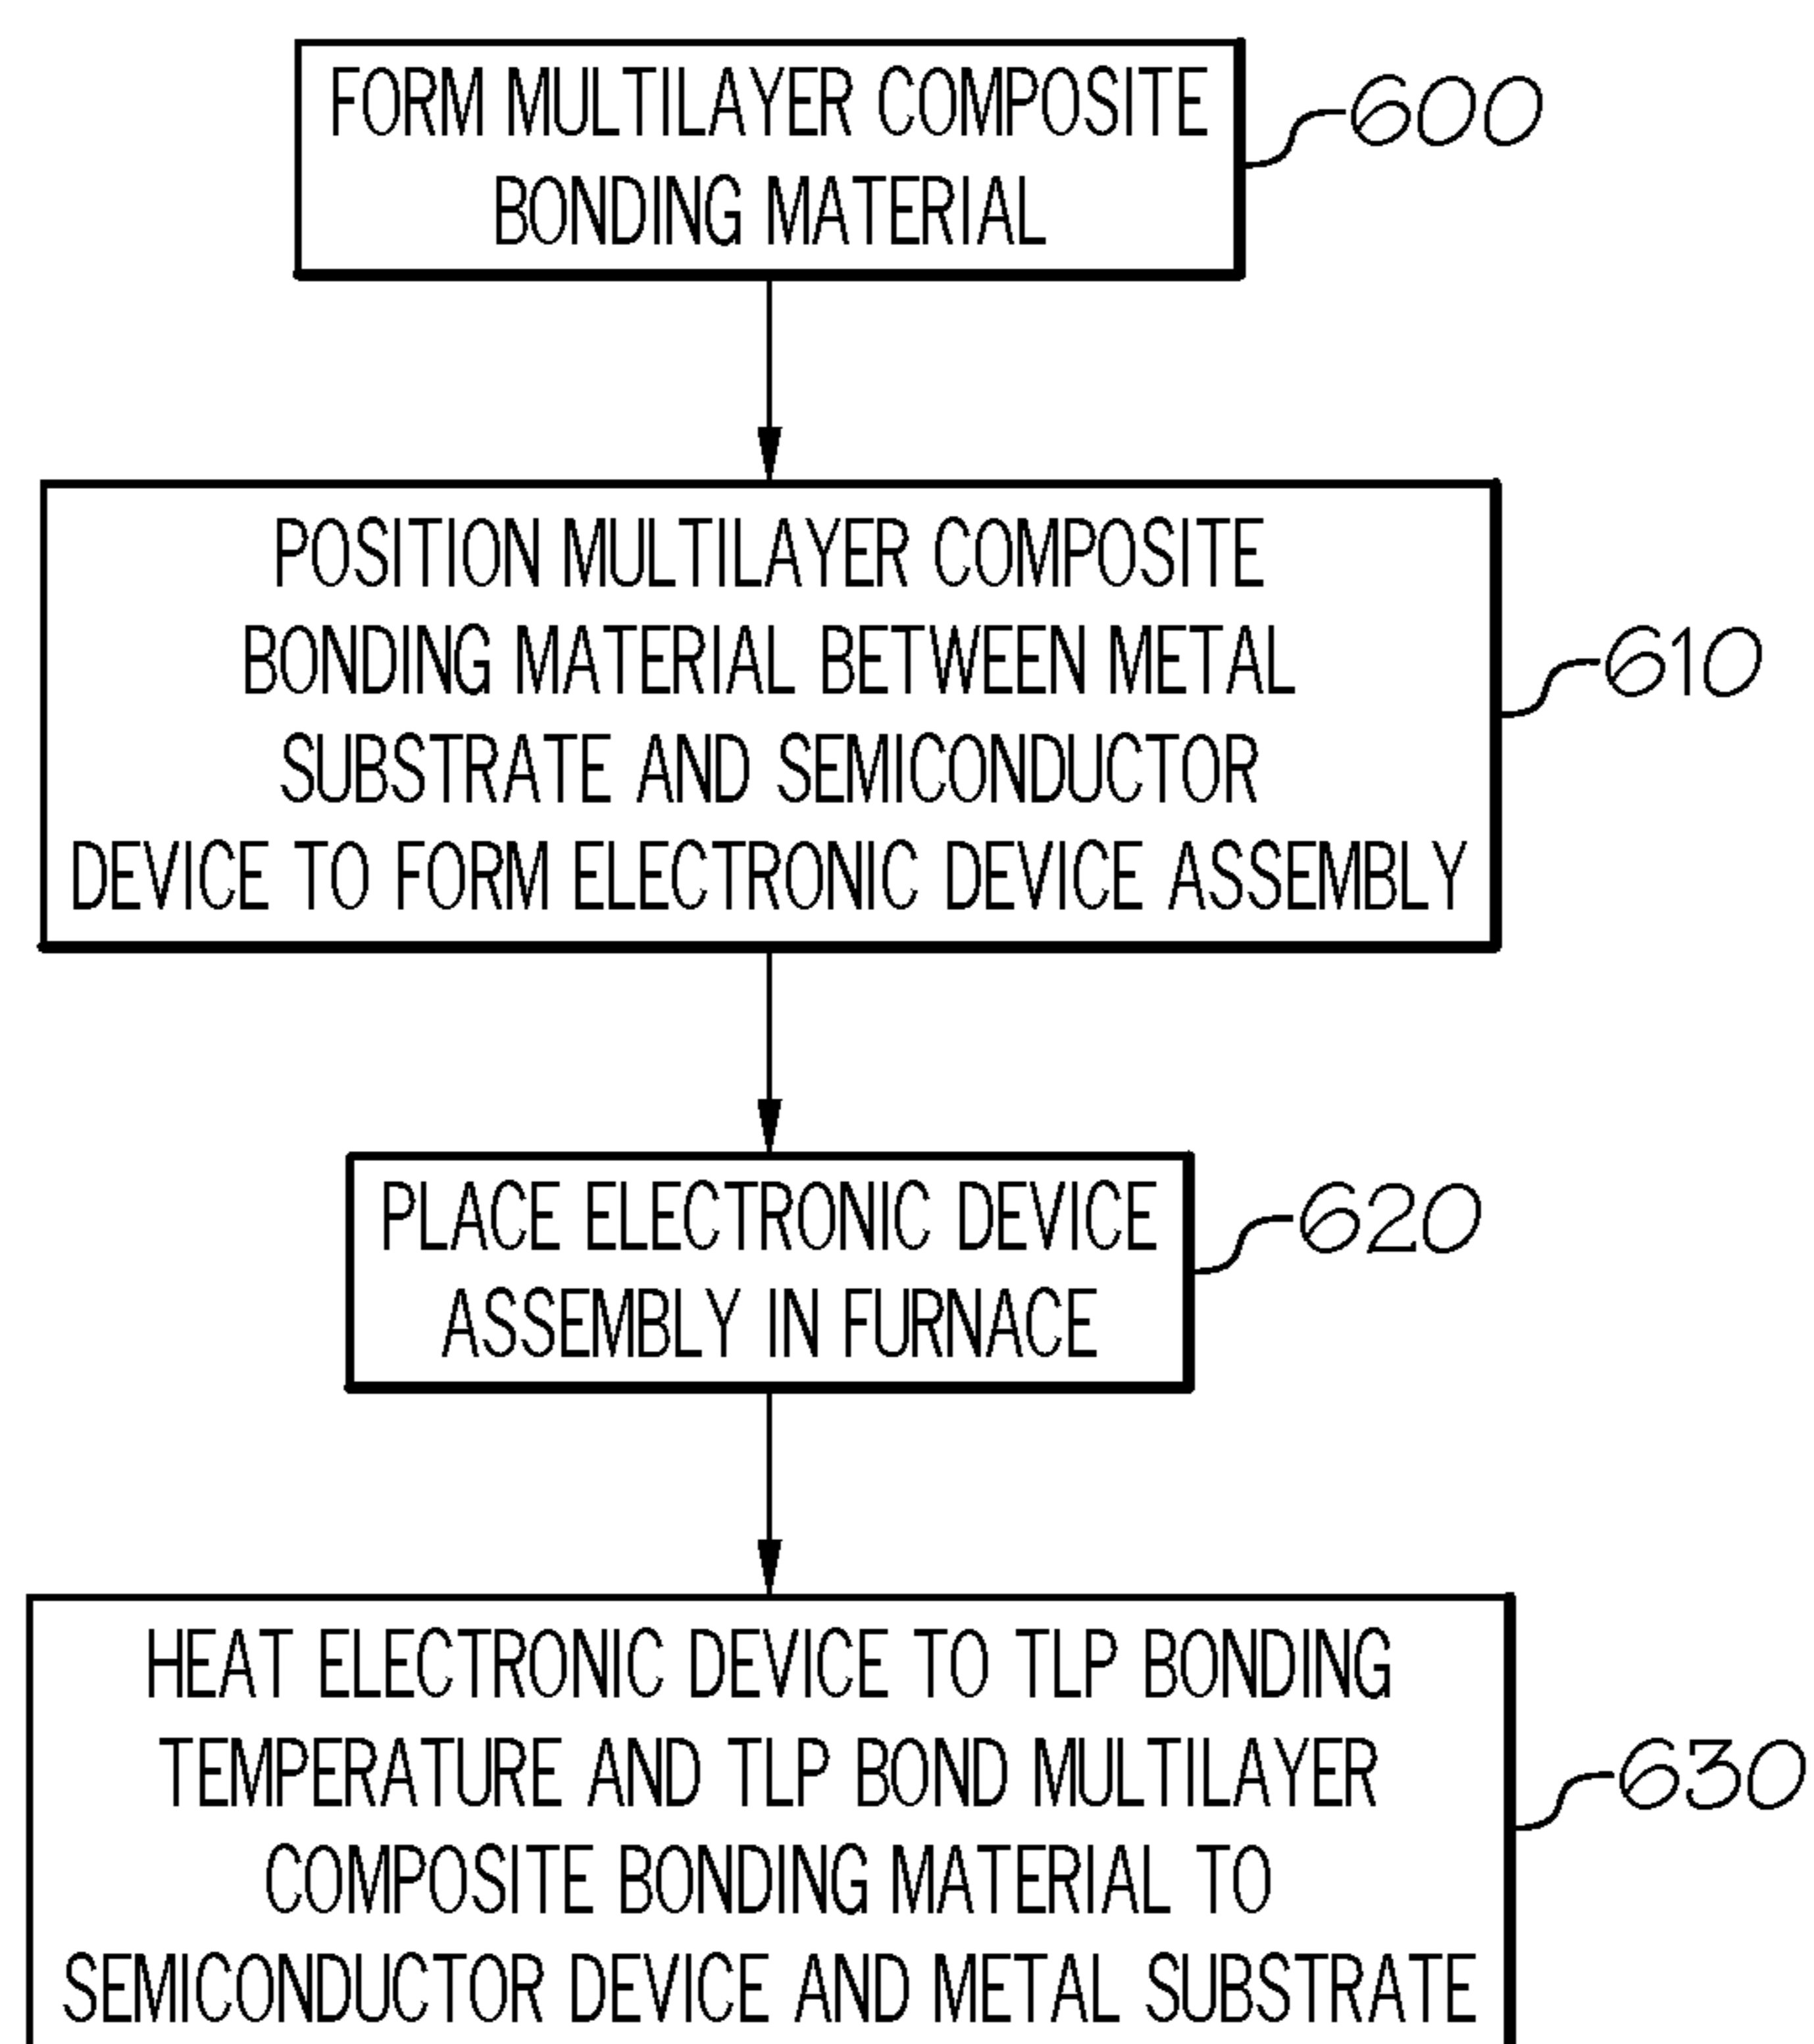 FORM MULTILAYER COMPOSITE
BONDING MATERIAL
600
POSITION MULTILAYER COMPOSITE
BONDING MATERIAL BETWEEN METAL
SUBSTRATE AND SEMICONDUCTOR
DEVICE TO FORM ELECTRONIC DEVICE ASSEMBLY
610
PLACE ELECTRONIC DEVICE
ASSEMBLY IN FURNACE
620
HEAT ELECTRONIC DEVICE TO TLP BONDING
TEMPERATURE AND TLP BOND MULTILAYER
COMPOSITE BONDING MATERIAL TO
SEMICONDUCTOR DEVICE AND METAL SUBSTRATE
630